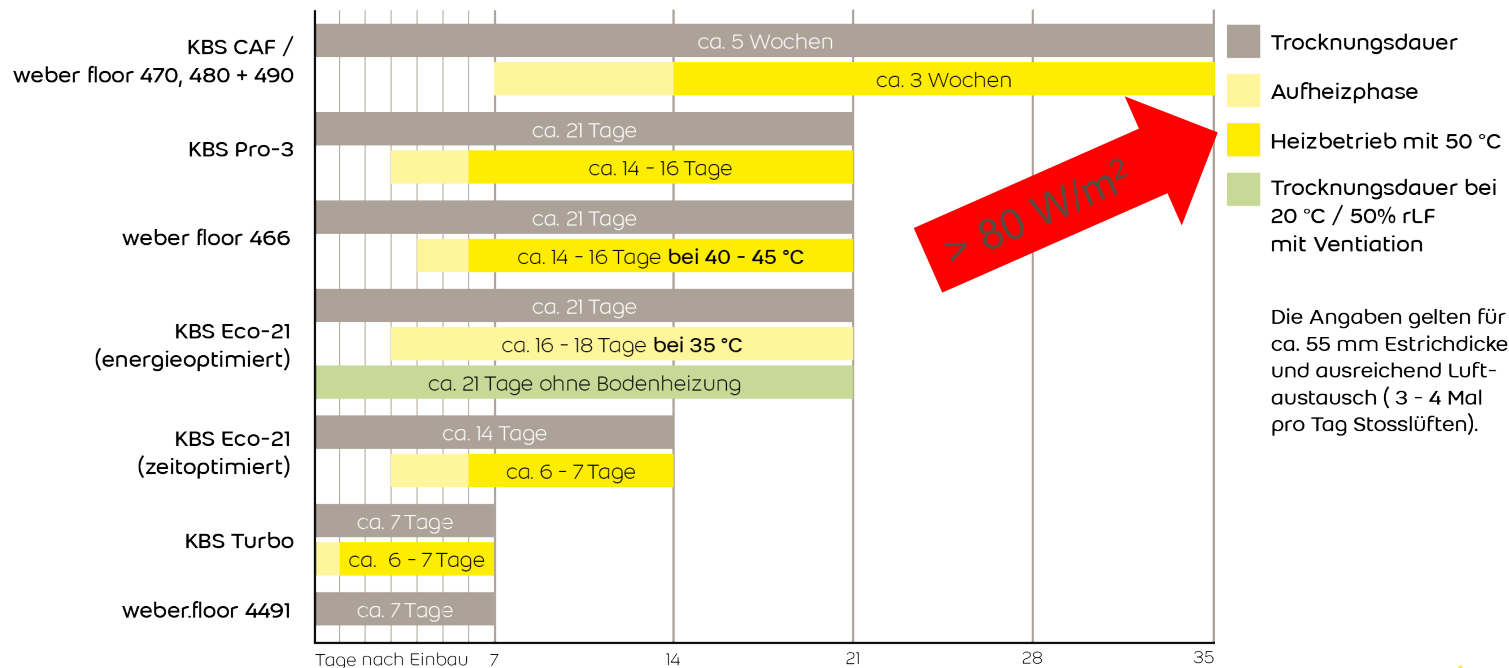 KBS CAF /
weber floor 470, 480 + 490
ca. 5 Wochen
ca. 3 Wochen
KBS Pro-3
ca. 21 Tage
ca. 14 - 16 Tage
weber floor 466
ca. 21 Tage
ca. 14 - 16 Tage bei 40 - 45 °C
KBS Eco-21
(energieoptimiert)
ca. 21 Tage
ca. 16 - 18 Tage bei 35 °C
ca. 21 Tage ohne Bodenheizung
KBS Eco-21
(zeitoptimiert)
ca. 14 Tage
ca. 6 - 7 Tage
KBS Turbo
ca. 7 Tage
ca. 6 - 7 Tage
weber.floor 4491
ca. 7 Tage
Tage nach Einbau 7 14 21 28 35
> 80 W/m²
Trocknungsdauer
Aufheizphase
Heizbetrieb mit 50 °C
Trocknungsdauer bei
20 °C / 50% rLF
mit Ventiation
Die Angaben gelten für
ca. 55 mm Estrichdicke
und ausreichend Luft-
austausch ( 3 - 4 Mal
pro Tag Stosslüften).